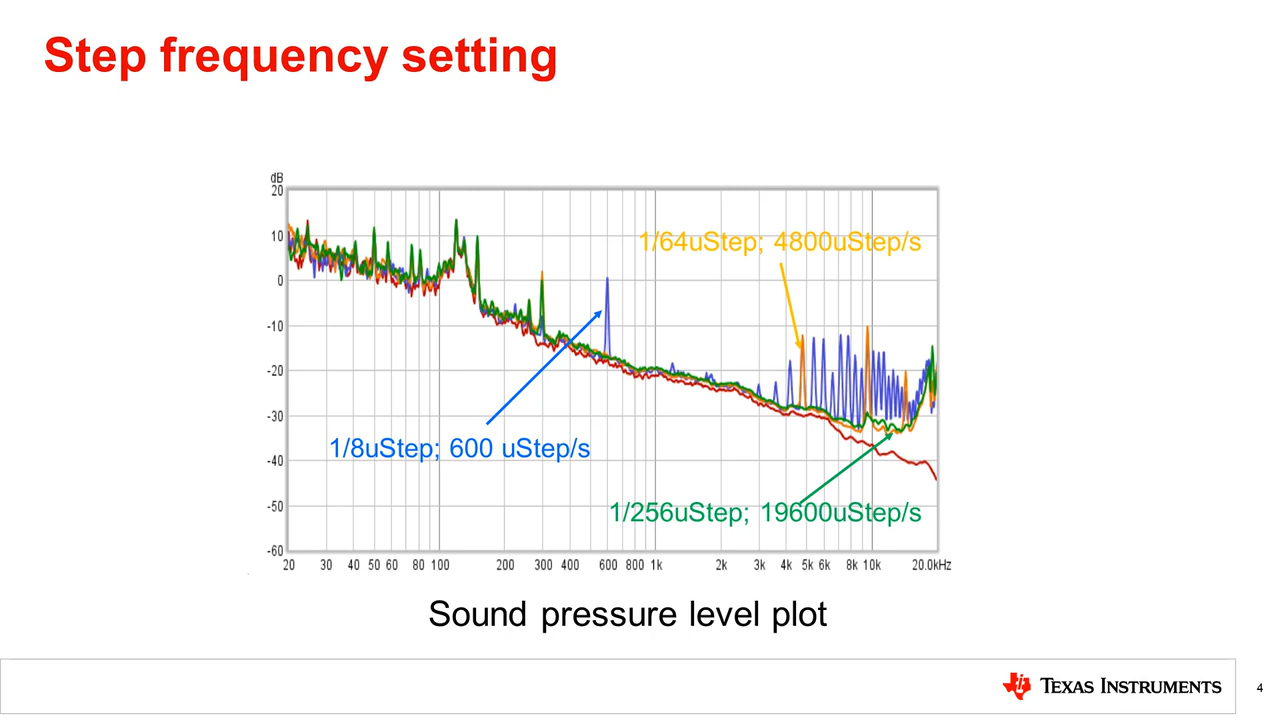 Step frequency setting
dB
20
10
0
-10
-20
-30
-40
-50
-60
1/64uStep; 4800uStep/s
1/8uStep; 600 uStep/s
1/256uStep; 19600uStep/s
20 30 40 50 60 80 100 200 300 400 600 800 1k 2k 3k 4k 5k 6k 8k 10k 20.0kHz
Sound pressure level plot
TEXAS INSTRUMENTS
4